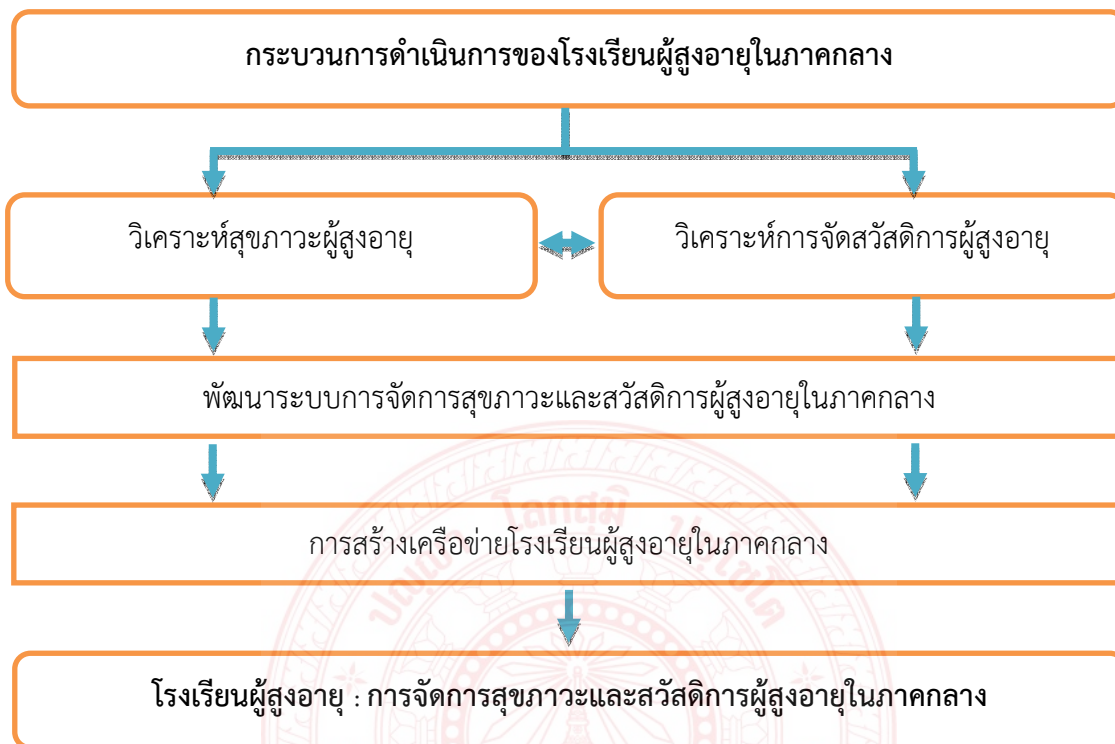 กระบวนการดำเนินการของโรงเรียนผู้สูงอายุในภาคกลาง
วิเคราะห์สุขภาวะผู้สูงอายุ
วิเคราะห์การจัดสวัสดิการผู้สูงอายุ
พัฒนาระบบการจัดการสุขภาวะและสวัสดิการผู้สูงอายุในภาคกลาง
โลกสฺมิ
การสร้างเครือข่ายโรงเรียนผู้สูงอายุในภาคกลาง
โรงเรียนผู้สูงอายุ : การจัดการสุขภาวะและสวัสดิการผู้สูงอายุในภาคกลาง